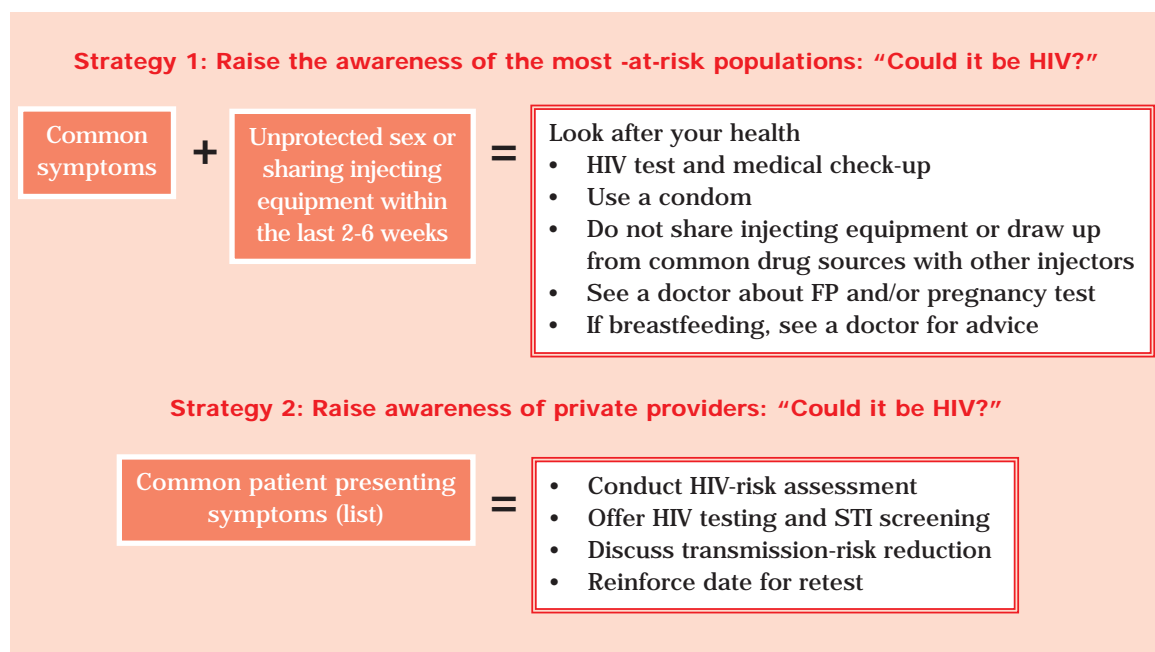 Strategy 1: Raise the awareness of the most -at-risk populations: “Could it be HIV?”
Common
symptoms
+
Unprotected sex or
sharing injecting
equipment within
the last 2-6 weeks
=
Look after your health
• HIV test and medical check-up
• Use a condom
• Do not share injecting equipment or draw up
from common drug sources with other injectors
• See a doctor about FP and/or pregnancy test
• If breastfeeding, see a doctor for advice
Strategy 2: Raise awareness of private providers: “Could it be HIV?”
Common patient presenting
symptoms (list)
=
• Conduct HIV-risk assessment
• Offer HIV testing and STI screening
• Discuss transmission-risk reduction
• Reinforce date for retest